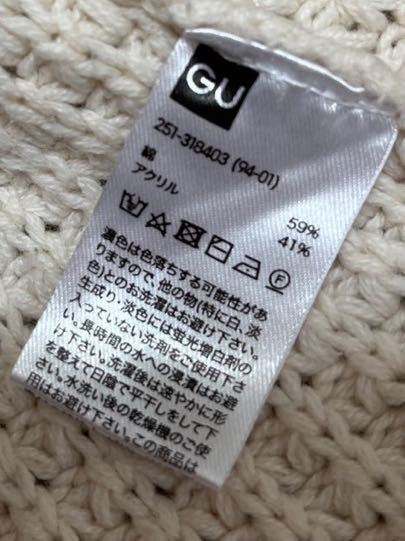 GU
251-318403 (94-01)
綿 59%
アクリル 41%
濃色は色落ちする可能性があ
りますので、他の物(特に白、淡
色)とのお洗濯はお避け下さい。
生成り・淡色には蛍光増白剤の
入っていない洗剤をご使用下さ
い。長時間の水への浸漬はお避
け下さい。洗濯後は速やかに形
を整えて日陰で平干しをして下
さい。水洗い後の乾燥機のご使
用はお避け下さい。この商品は